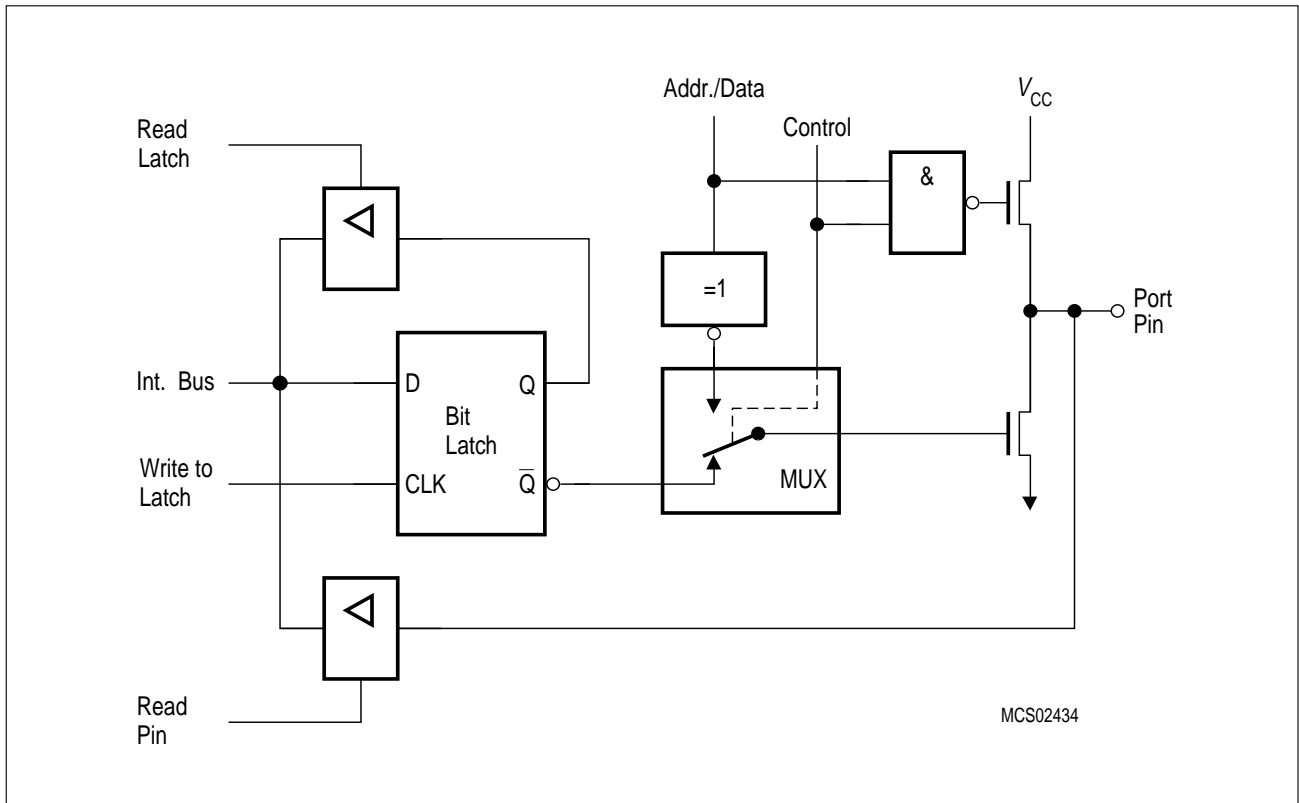 Addr./Data
VCC
Control
Read
Latch
&
=1
Port
Pin
Int. Bus
D
Q
Bit
Latch
Write to
Latch
CLK
Q̅
MUX
Read
Pin
MCS02434